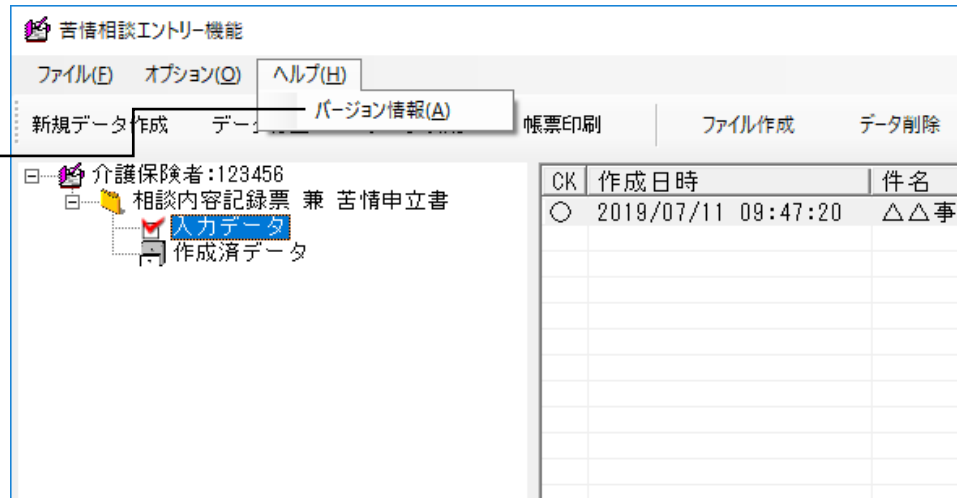 苦情相談エントリー機能
ファイル(F) オプション(O) ヘルプ(H)
バージョン情報(A)
新規データ作成 データ 帳票印刷 ファイル作成 データ削除
介護保険者:123456
相談内容記録票 兼 苦情申立書
入力データ
作成済データ
CK 作成日時 件名
○ 2019/07/11 09:47:20 △△事